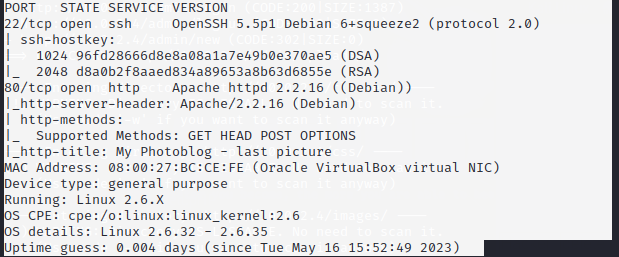 PORT   STATE SERVICE VERSION
22/tcp open  ssh     OpenSSH 5.5p1 Debian 6+squeeze2 (protocol 2.0)
| ssh-hostkey:
|   1024 96fd28666d8e8a08a1a7e49b0e370ae5 (DSA)
|_  2048 d8a0b2f8aaed834a89653a8b63d6855e (RSA)
80/tcp open  http    Apache httpd 2.2.16 ((Debian))
|_http-server-header: Apache/2.2.16 (Debian)
| http-methods:
|_  Supported Methods: GET HEAD POST OPTIONS
|_http-title: My Photoblog - last picture
MAC Address: 08:00:27:BC:CE:FE (Oracle VirtualBox virtual NIC)
Device type: general purpose
Running: Linux 2.6.X
OS CPE: cpe:/o:linux:linux_kernel:2.6
OS details: Linux 2.6.32 - 2.6.35
Uptime guess: 0.004 days (since Tue May 16 15:52:49 2023)